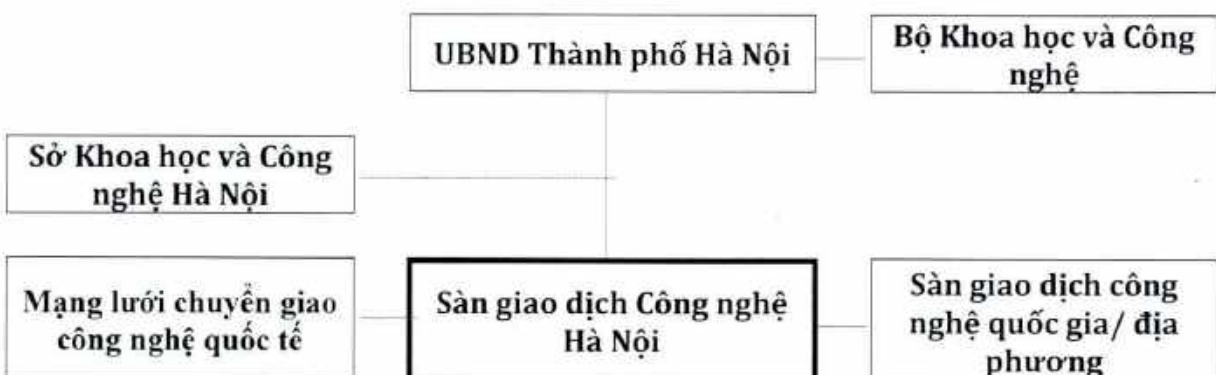 UBND Thành phố Hà Nội
Bộ Khoa học và Công
nghệ
Sở Khoa học và Công
nghệ Hà Nội
Mạng lưới chuyển giao
công nghệ quốc tế
Sàn giao dịch Công nghệ
Hà Nội
Sàn giao dịch công
nghệ quốc gia/ địa
phương